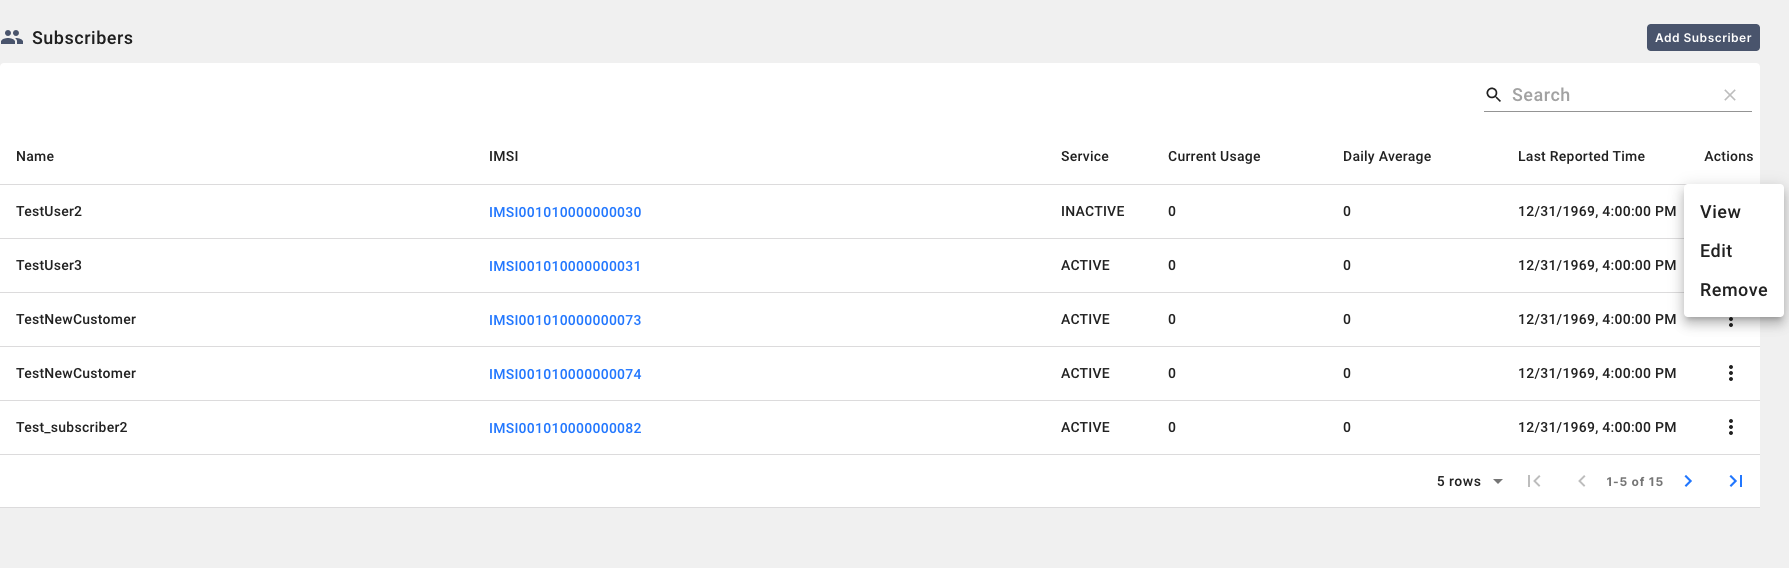 Subscribers
Add Subscriber
Search
Name IMSI Service Current Usage Daily Average Last Reported Time Actions
TestUser2 IMSI001010000000030 INACTIVE 0 0 12/31/1969, 4:00:00 PM
View
Edit
Remove
TestUser3 IMSI001010000000031 ACTIVE 0 0 12/31/1969, 4:00:00 PM
TestNewCustomer IMSI001010000000073 ACTIVE 0 0 12/31/1969, 4:00:00 PM
TestNewCustomer IMSI001010000000074 ACTIVE 0 0 12/31/1969, 4:00:00 PM
Test_subscriber2 IMSI001010000000082 ACTIVE 0 0 12/31/1969, 4:00:00 PM
5 rows 1-5 of 15